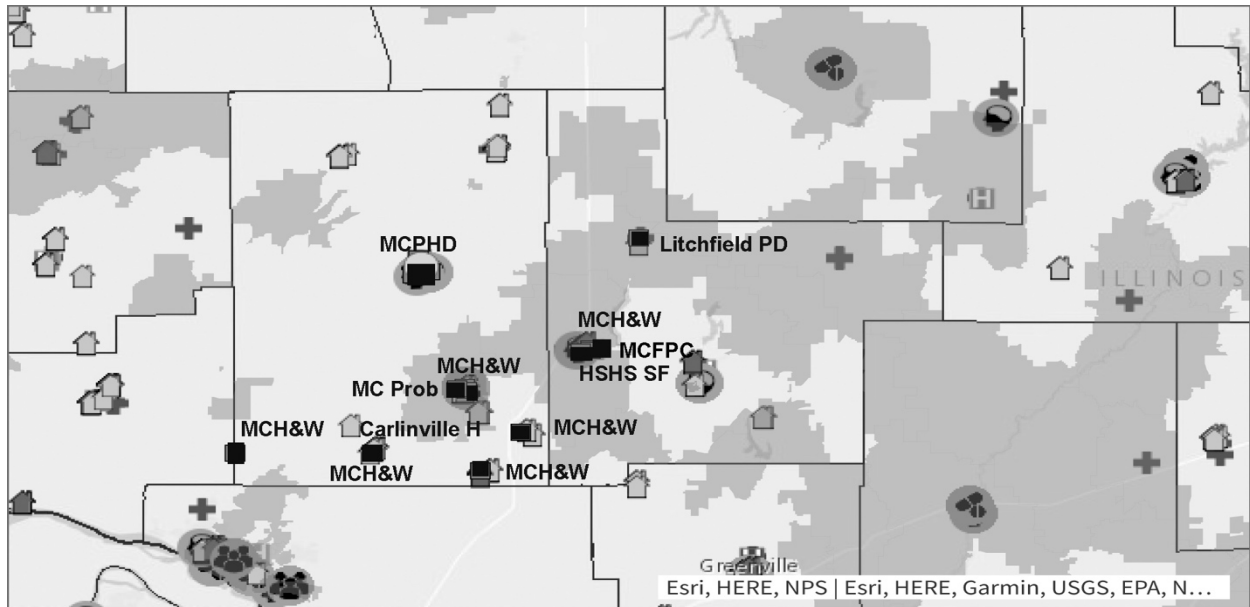 H
MCPHD
Litchfield PD
ILLINOIS
MCH&W
MCFPC
HSHS SF
MCH&W
MC Prob
MCH&W
Carlinville H
MCH&W
MCH&W
MCH&W
Greenville
Esri, HERE, NPS | Esri, HERE, Garmin, USGS, EPA, N...